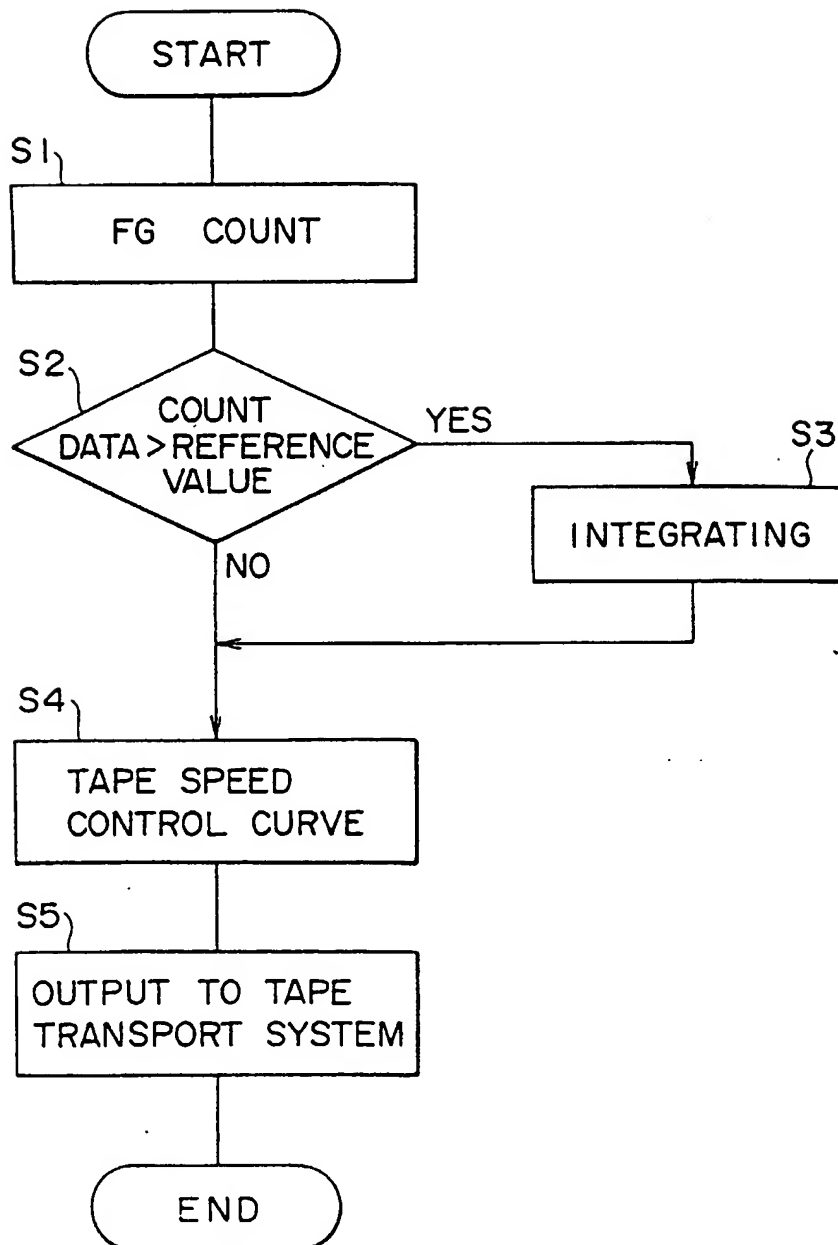 START
S1
FG COUNT
S2
COUNT
DATA>REFERENCE
VALUE
YES
S3
INTEGRATING
NO
S4
TAPE SPEED
CONTROL CURVE
S5
OUTPUT TO TAPE
TRANSPORT SYSTEM
END